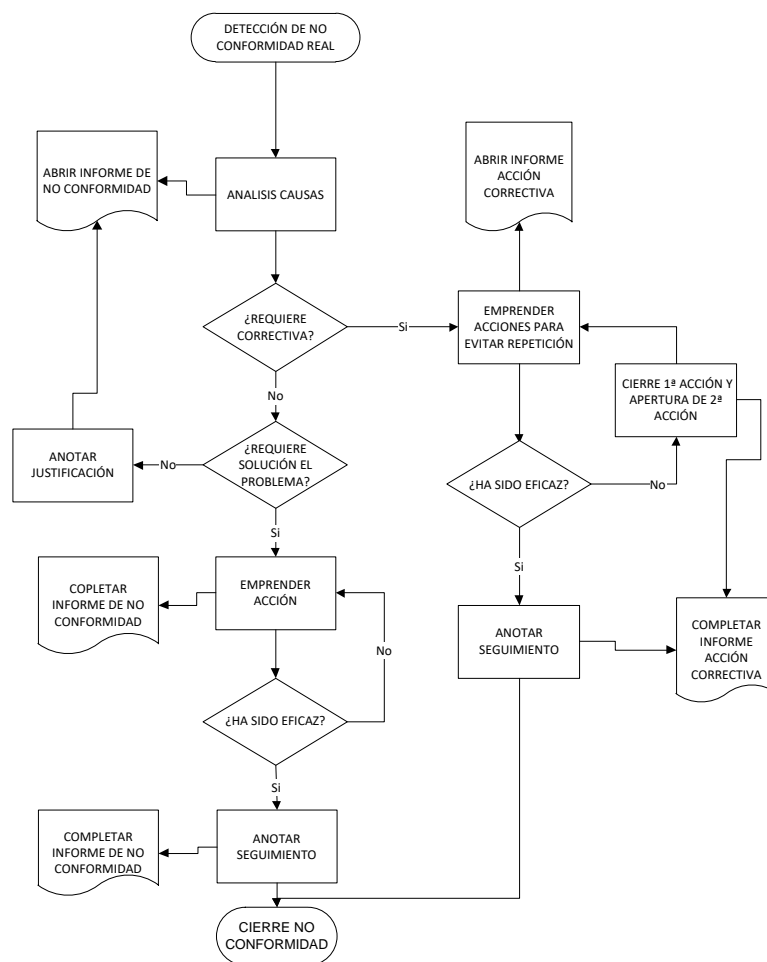 DETECCIÓN DE NO
CONFORMIDAD REAL
ABRIR INFORME DE
NO CONFORMIDAD
ANALISIS CAUSAS
ABRIR INFORME
ACCIÓN
CORRECTIVA
¿REQUIERE
CORRECTIVA?
Si
EMPRENDER
ACCIONES PARA
EVITAR REPETICIÓN
CIERRE 1ª ACCIÓN Y
APERTURA DE 2ª
ACCIÓN
No
ANOTAR
JUSTIFICACIÓN
No
¿REQUIERE
SOLUCIÓN EL
PROBLEMA?
¿HA SIDO EFICAZ?
No
Si
Si
COPLETAR
INFORME DE NO
CONFORMIDAD
EMPRENDER
ACCIÓN
No
ANOTAR
SEGUIMIENTO
COMPLETAR
INFORME
ACCIÓN
CORRECTIVA
¿HA SIDO EFICAZ?
Si
COMPLETAR
INFORME DE NO
CONFORMIDAD
ANOTAR
SEGUIMIENTO
CIERRE NO
CONFORMIDAD